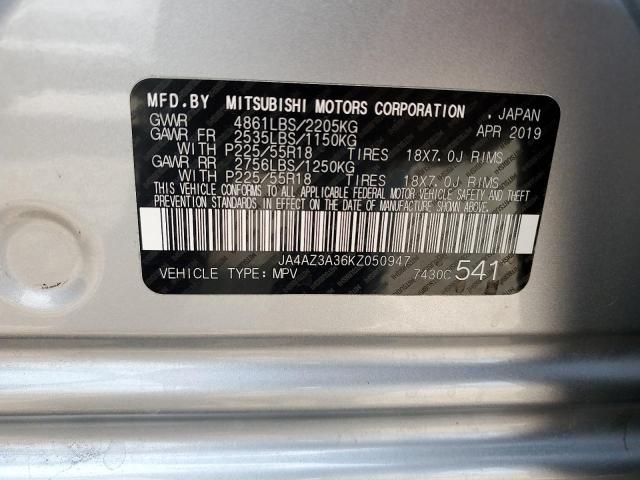 MFD.BY MITSUBISHI MOTORS CORPORATION , JAPAN
GVWR 4861LBS/2205KG APR 2019
GAWR FR 2535LBS/1150KG
WITH P225/55R18 TIRES 18X7.0J RIMS
GAWR RR 2756LBS/1250KG
WITH P225/55R18 TIRES 18X7.0J RIMS
THIS VEHICLE CONFORMS TO ALL APPLICABLE FEDERAL MOTOR VEHICLE SAFETY AND THEFT
PREVENTION STANDARDS IN EFFECT ON THE DATE OF MANUFACTURE SHOWN ABOVE.
JA4AZ3A36KZ050947
VEHICLE TYPE: MPV 7430C 541